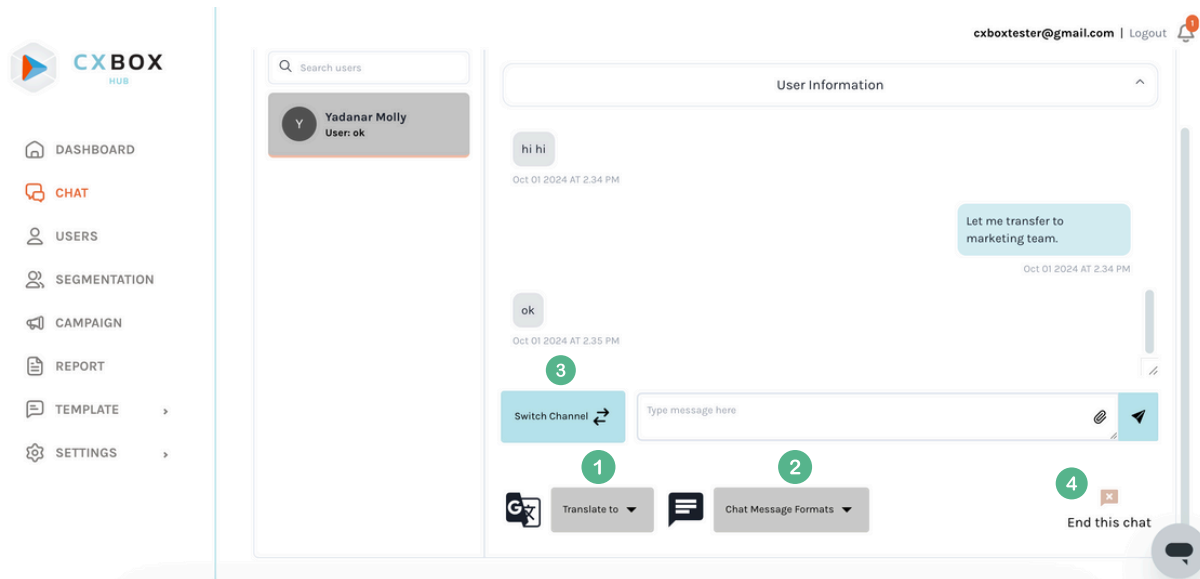 cxboxtester@gmail.com | Logout
1
CXBOX
HUB
DASHBOARD
CHAT
USERS
SEGMENTATION
CAMPAIGN
REPORT
TEMPLATE
SETTINGS
Search users
Y
Yadanar Molly
User: ok
User Information
hi hi
Oct 01 2024 AT 2.34 PM
Let me transfer to
marketing team.
Oct 01 2024 AT 2.34 PM
ok
Oct 01 2024 AT 2.35 PM
3
Switch Channel
Type message here
1
2
4
G文
Translate to
Chat Message Formats
End this chat